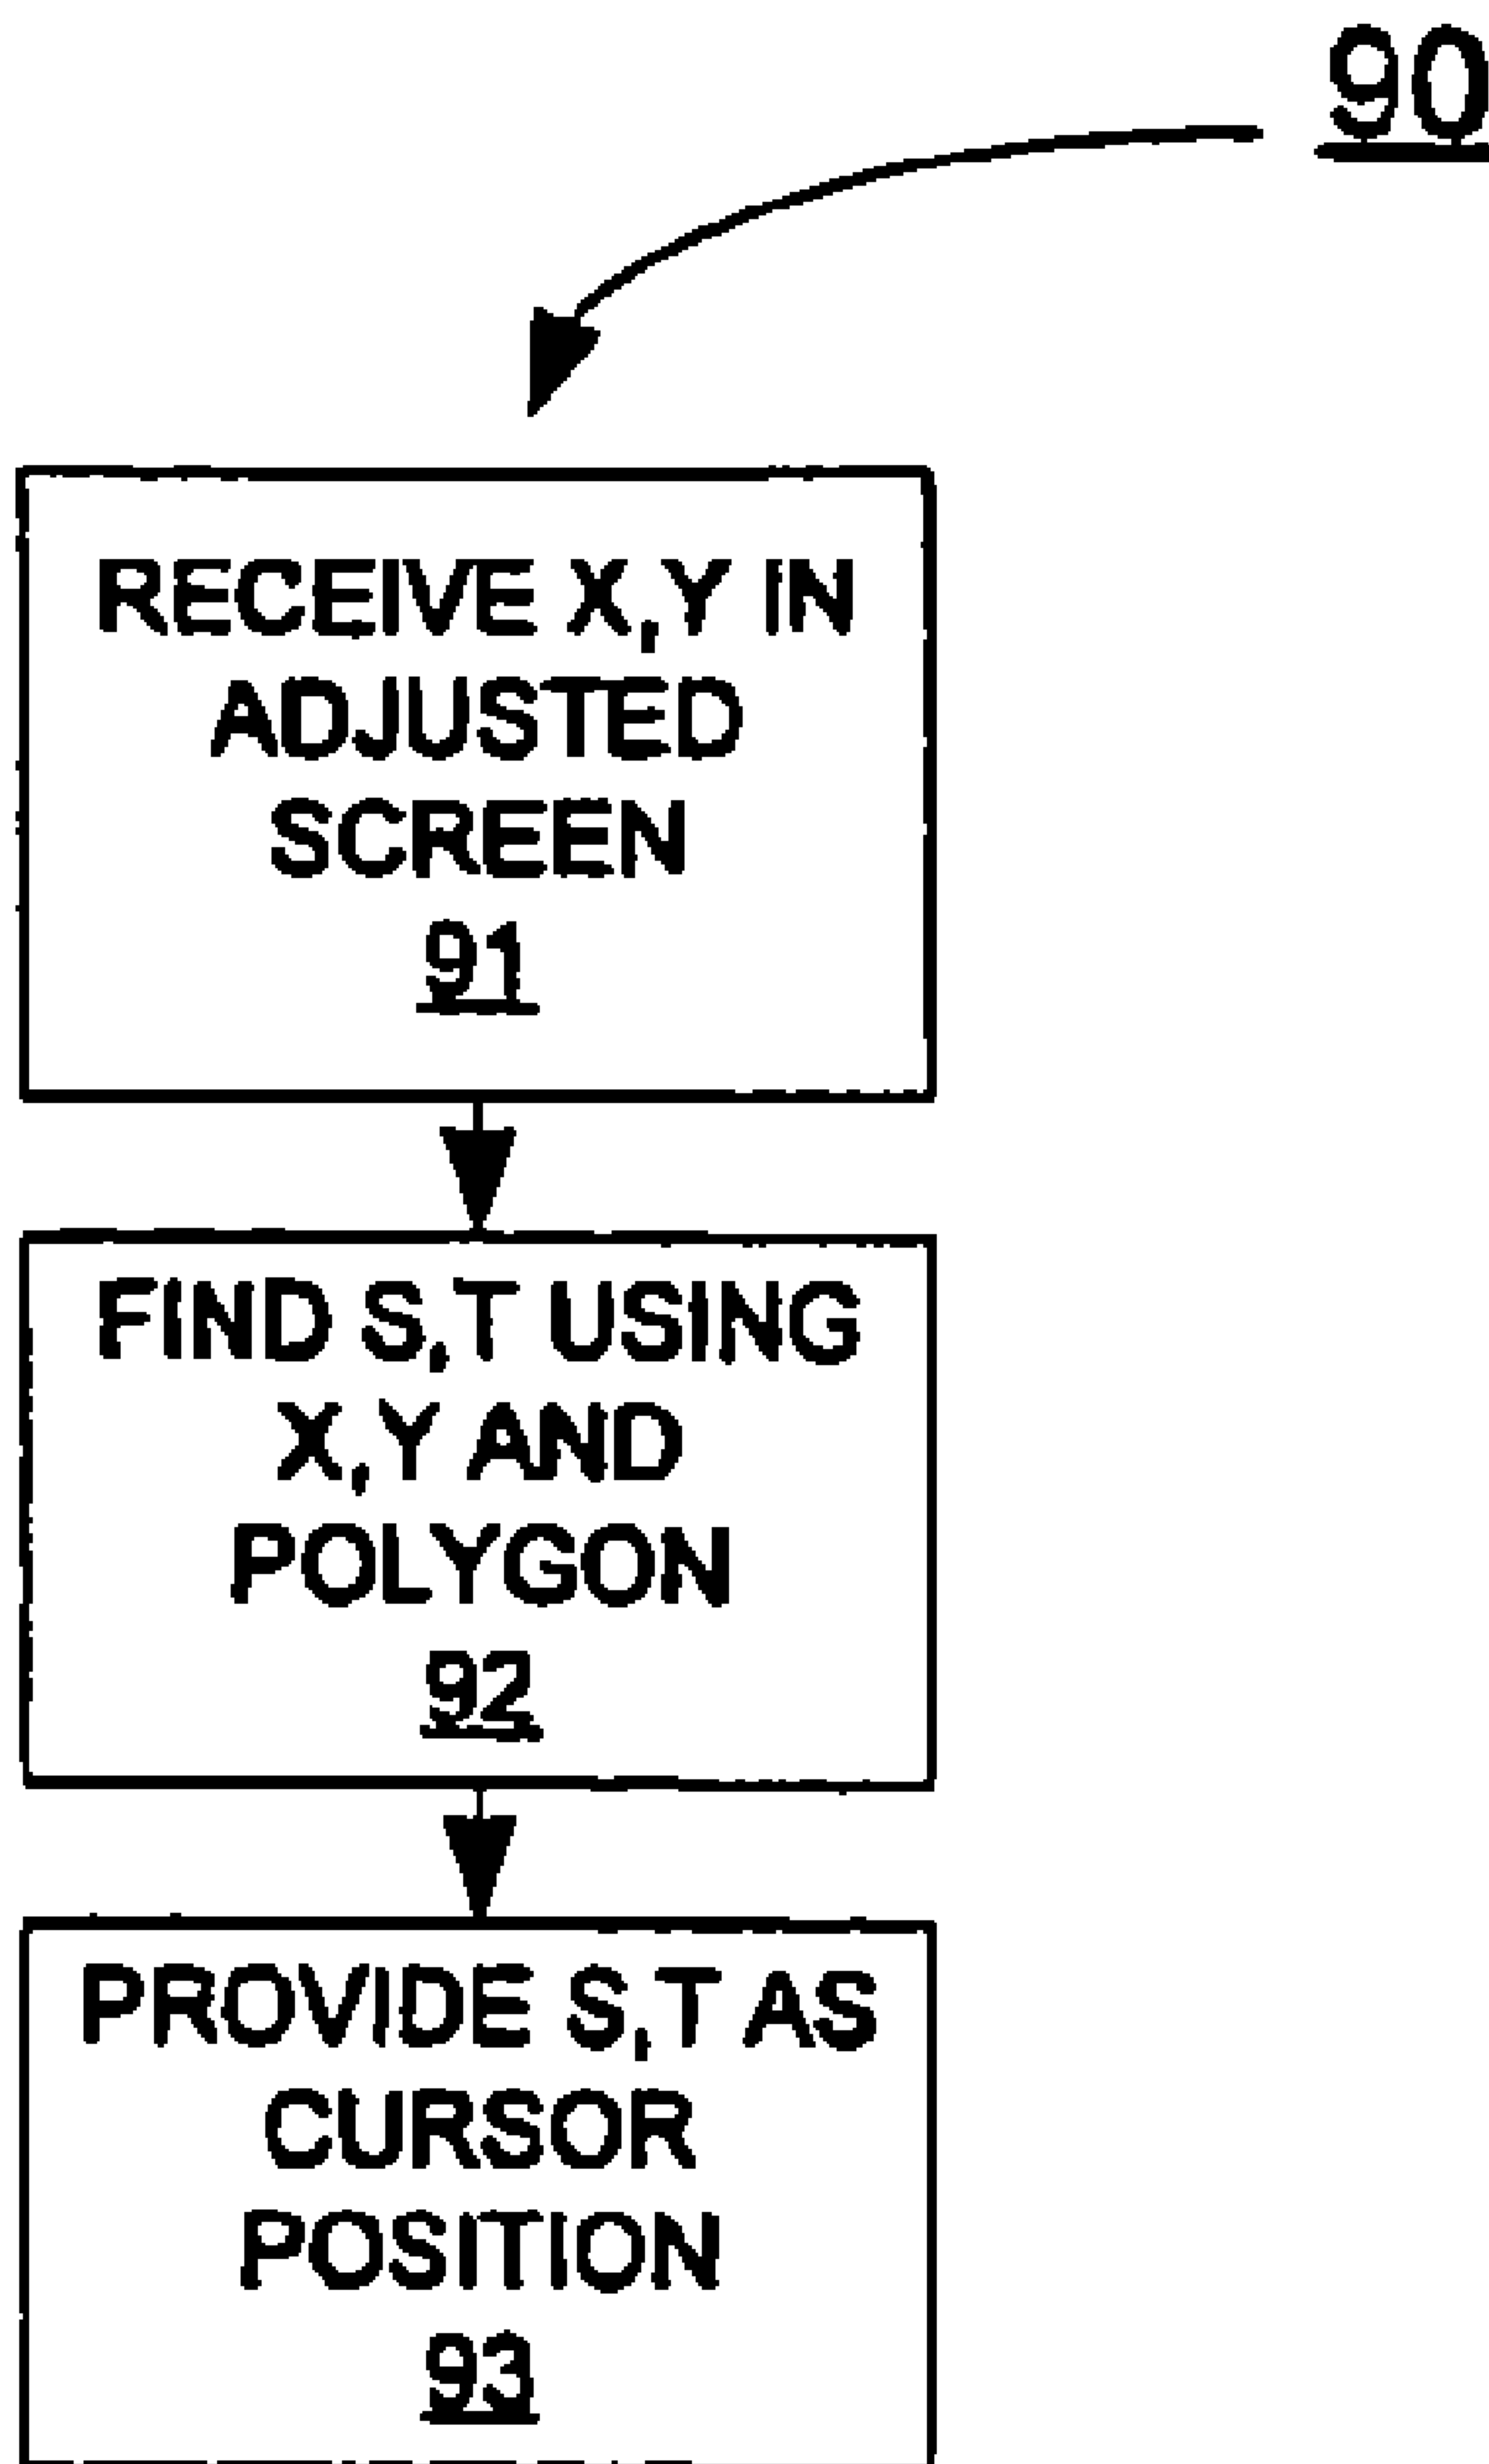 90
RECEIVE X,Y IN
ADJUSTED
SCREEN
91
FIND S,T USING
X,Y AND
POLYGON
92
PROVIDE S,T AS
CURSOR
POSITION
93